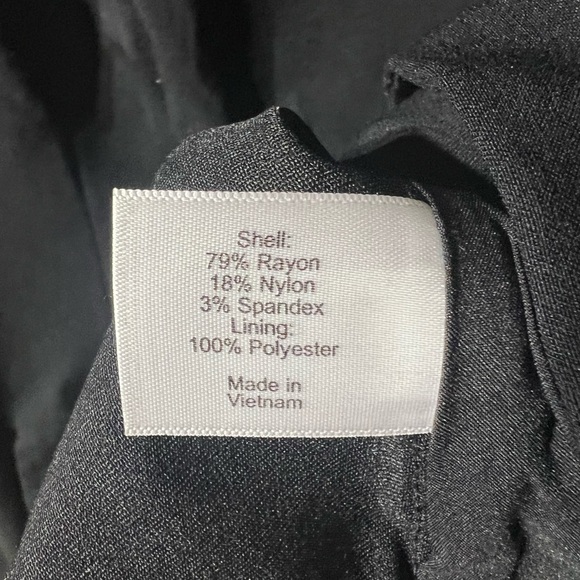 Shell:
79% Rayon
18% Nylon
3% Spandex
Lining:
100% Polyester
Made in
Vietnam